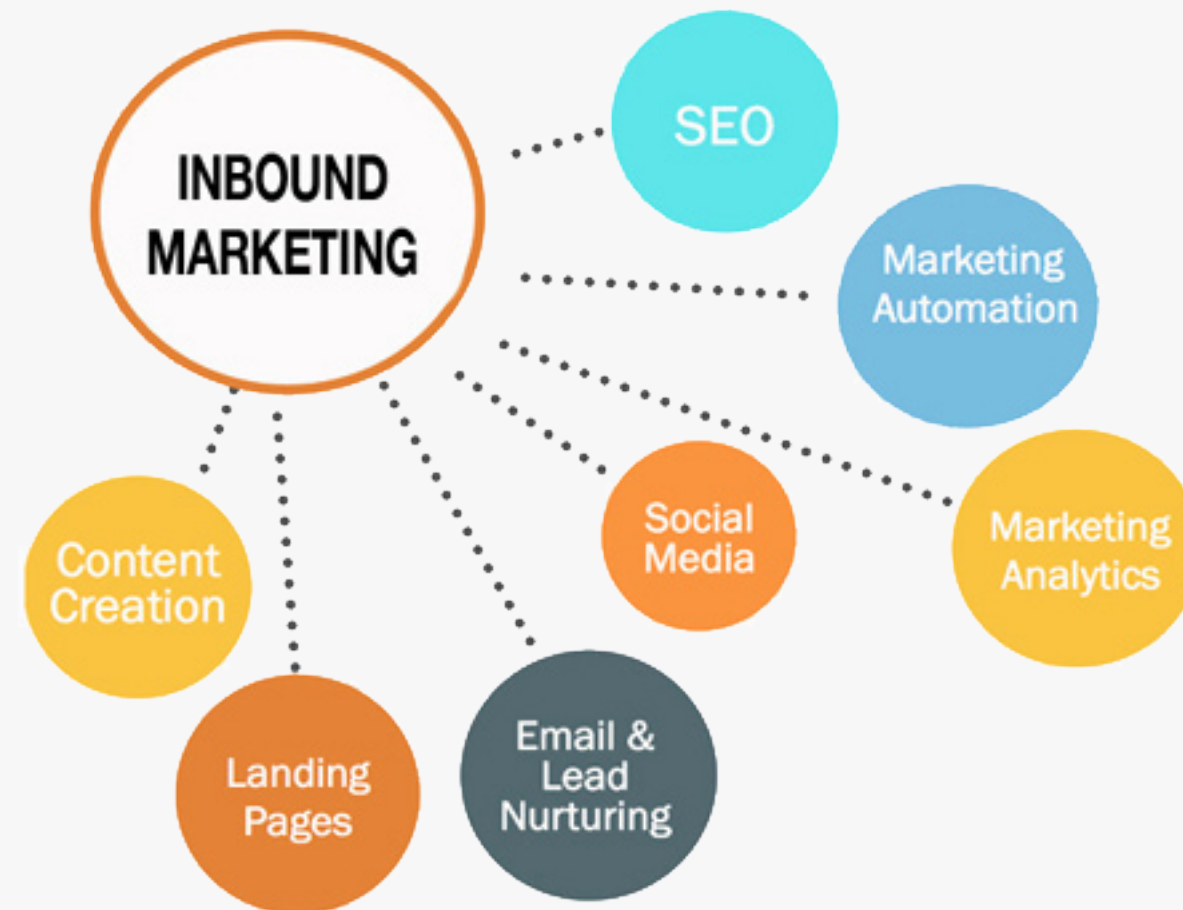 INBOUND
MARKETING
SEO
Marketing
Automation
Marketing
Analytics
Social
Media
Email &
Lead
Nurturing
Landing
Pages
Content
Creation